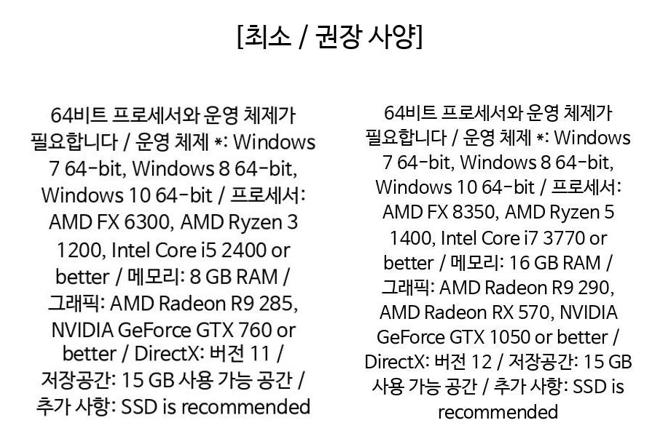 [최소 / 권장 사양]
64비트 프로세서와 운영 체제가
필요합니다 / 운영 체제 *: Windows
7 64-bit, Windows 8 64-bit,
Windows 10 64-bit / 프로세서:
AMD FX 6300, AMD Ryzen 3
1200, Intel Core i5 2400 or
better / 메모리: 8 GB RAM /
그래픽: AMD Radeon R9 285,
NVIDIA GeForce GTX 760 or
better / DirectX: 버전 11 /
저장공간: 15 GB 사용 가능 공간 /
추가 사항: SSD is recommended
64비트 프로세서와 운영 체제가
필요합니다 / 운영 체제 *: Windows
7 64-bit, Windows 8 64-bit,
Windows 10 64-bit / 프로세서:
AMD FX 8350, AMD Ryzen 5
1400, Intel Core i7 3770 or
better / 메모리: 16 GB RAM /
그래픽: AMD Radeon R9 290,
AMD Radeon RX 570, NVIDIA
GeForce GTX 1050 or better /
DirectX: 버전 12 / 저장공간: 15 GB
사용 가능 공간 / 추가 사항: SSD is
recommended